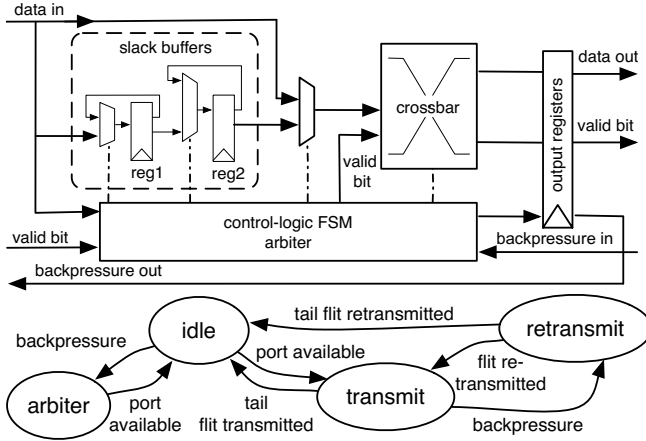 data in
slack buffers
reg1
reg2
crossbar
valid
bit
output registers
data out
valid bit
control-logic FSM
arbiter
valid bit
backpressure in
backpressure out
idle
tail flit retransmitted
retransmit
backpressure
port available
flit re-
transmitted
arbiter
port
available
tail
flit transmitted
transmit
backpressure